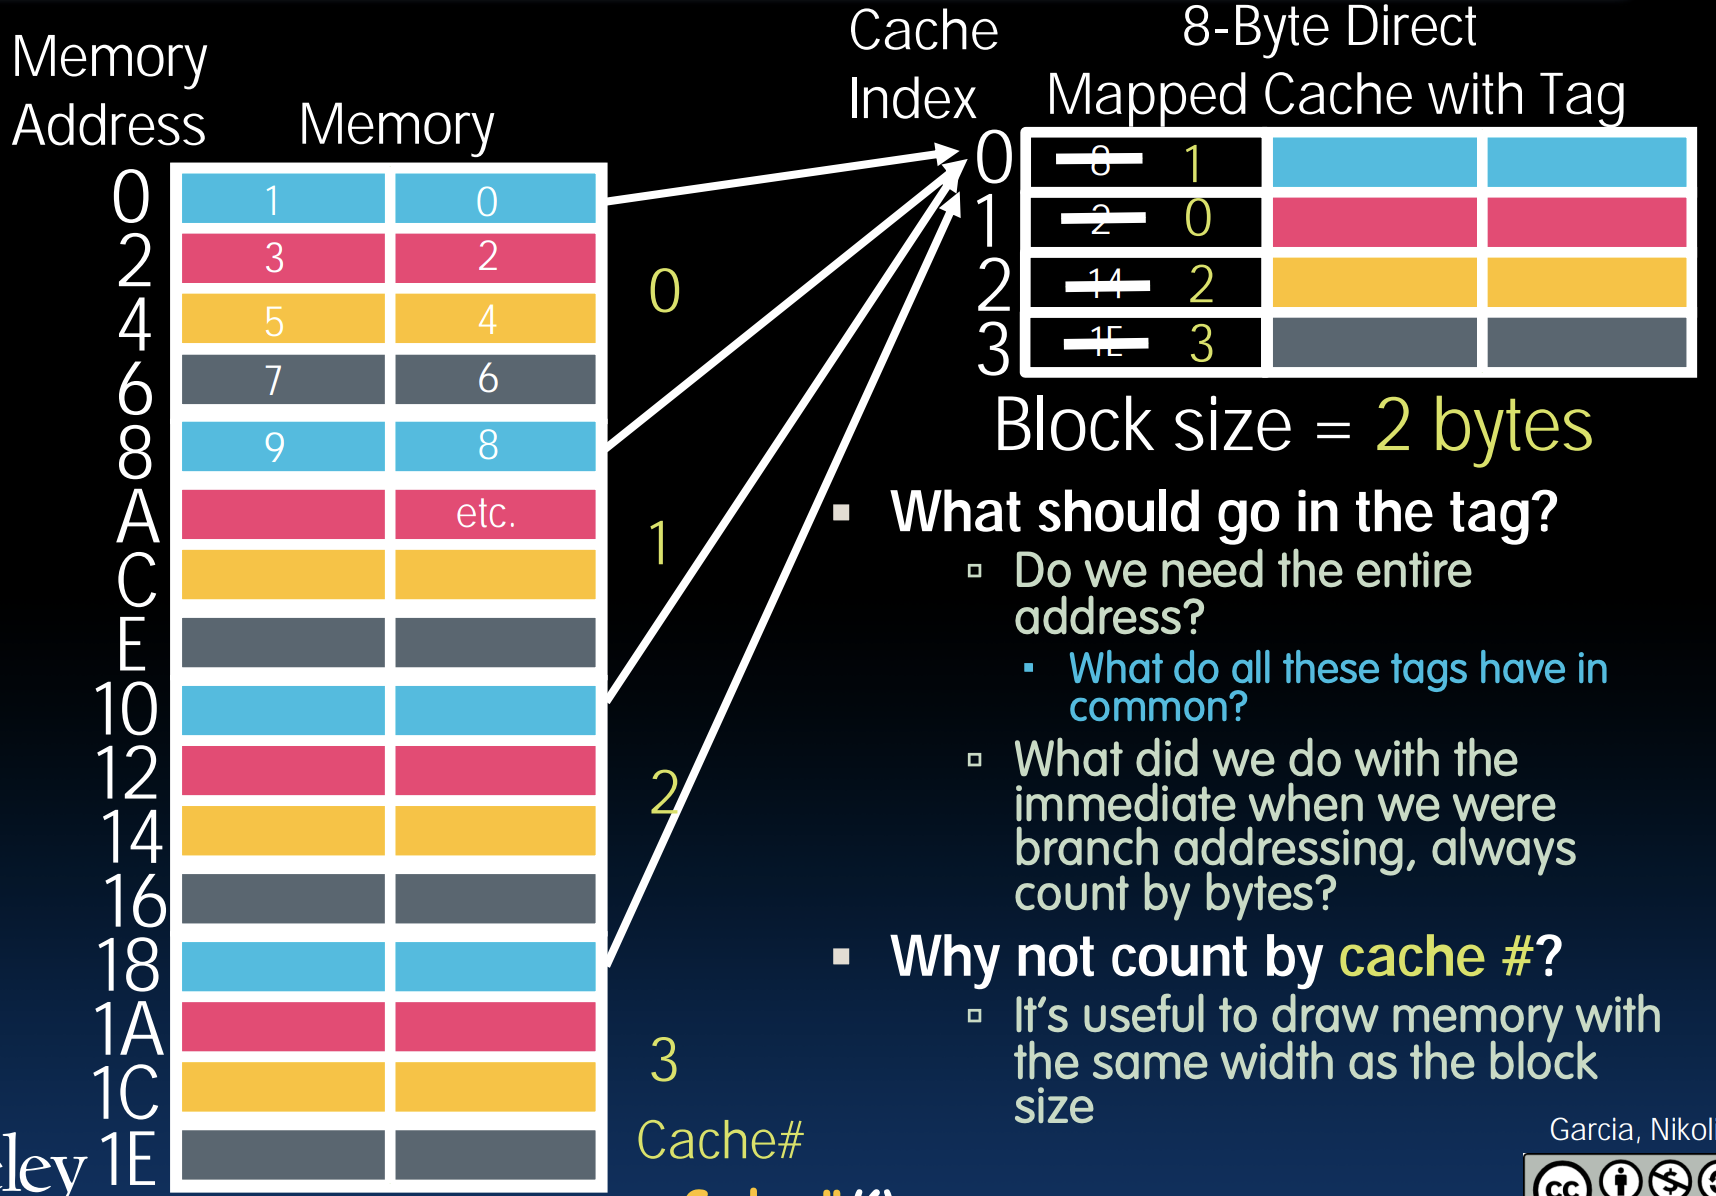 Memory
Address
Memory
0
1 0
2
3 2
4
5 4
6
7 6
8
9 8
A
etc.
C
E
10
12
14
16
18
1A
1C
1E
0
1
2
3
Cache#
Cache
Index
8-Byte Direct
Mapped Cache with Tag
0 8 1
1 2 0
2 14 2
3 1E 3
Block size = 2 bytes
What should go in the tag?
Do we need the entire
address?
What do all these tags have in
common?
What did we do with the
immediate when we were
branch addressing, always
count by bytes?
Why not count by cache #?
It's useful to draw memory with
the same width as the block
size
Garcia, Nikoli
ley
cc